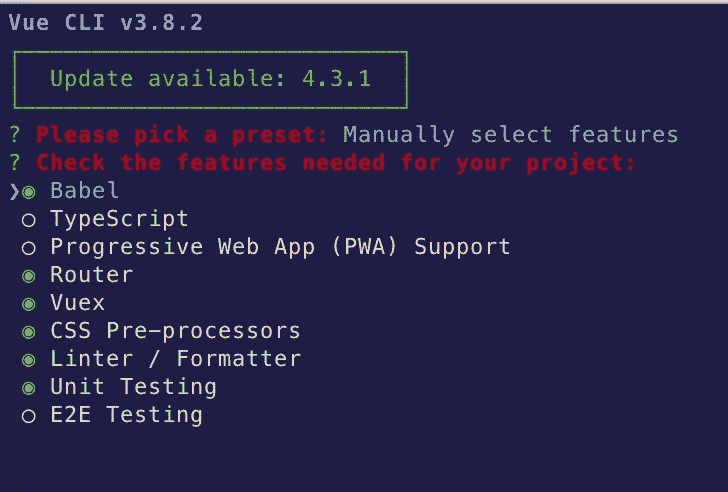 Vue CLI v3.8.2
Update available: 4.3.1
? Please pick a preset: Manually select features
? Check the features needed for your project:
❯◉ Babel
◯ TypeScript
◯ Progressive Web App (PWA) Support
◉ Router
◉ Vuex
◉ CSS Pre-processors
◉ Linter / Formatter
◉ Unit Testing
◯ E2E Testing